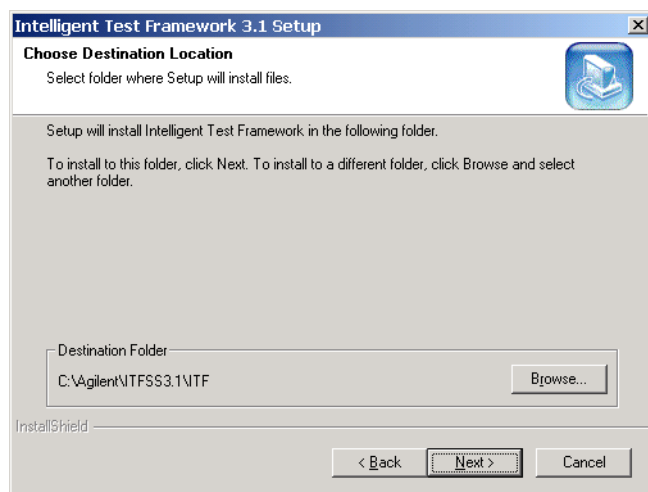 Intelligent Test Framework 3.1 Setup
Choose Destination Location
Select folder where Setup will install files.
Setup will install Intelligent Test Framework in the following folder.
To install to this folder, click Next. To install to a different folder, click Browse and select
another folder.
Destination Folder
C:\Agilent\ITFSS3.1\ITF
Browse...
InstallShield
< Back
Next >
Cancel